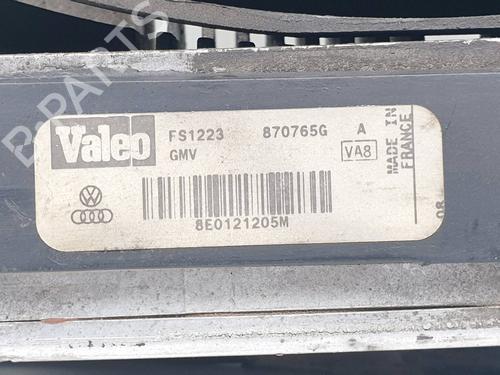 B-PARTS
Valeo
FS1223 870765G A
GMV VA8
MADE IN
FRANCE
8E0121205M
08